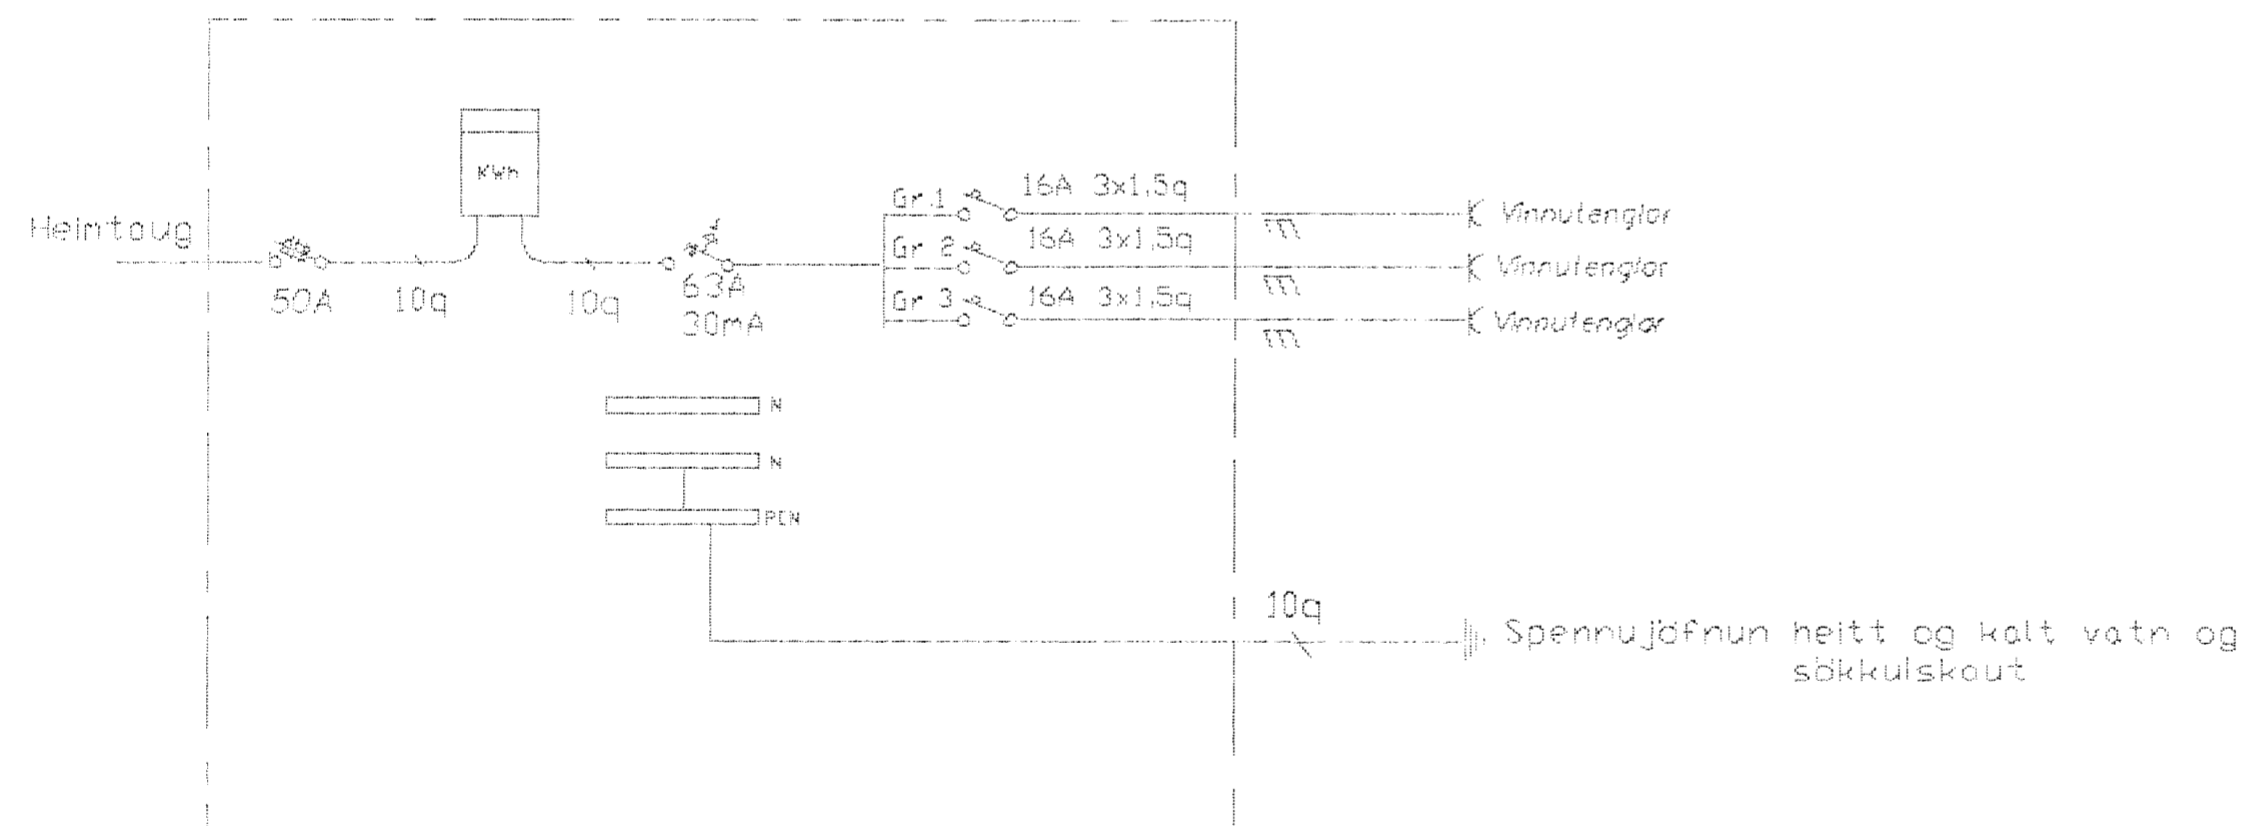 Heimtaug
50A
10q
KWh
10q
63A
30mA
Gr.1
16A 3x1,5q
Vinnutenglar
Gr 2
16A 3x1,5q
Vinnutenglar
Gr 3
16A 3x1,5q
Vinnutenglar
N
N
PEN
10q
Spennujöfnun heitt og kalt vatn og
sökkulskaut